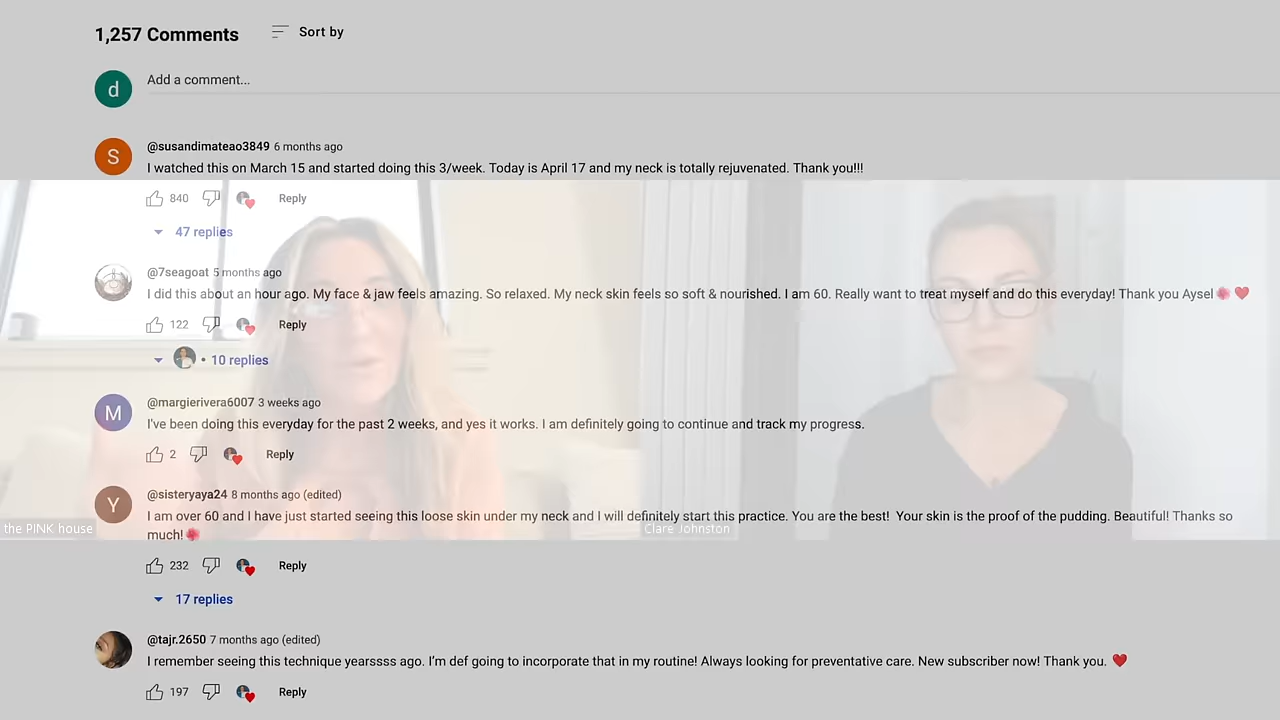 1,257 Comments
Sort by
d
Add a comment...
S
@susandimateao3849 6 months ago
I watched this on March 15 and started doing this 3/week. Today is April 17 and my neck is totally rejuvenated. Thank you!!!
840
Reply
47 replies
@7seagoat 5 months ago
I did this about an hour ago. My face & jaw feels amazing. So relaxed. My neck skin feels so soft & nourished. I am 60. Really want to treat myself and do this everyday! Thank you Aysel🌺 ❤️
122
Reply
• 10 replies
M
@margierivera6007 3 weeks ago
I've been doing this everyday for the past 2 weeks, and yes it works. I am definitely going to continue and track my progress.
2
Reply
Y
@sisteryaya24 8 months ago (edited)
I am over 60 and I have just started seeing this loose skin under my neck and I will definitely start this practice. You are the best!  Your skin is the proof of the pudding. Beautiful! Thanks so
much!🌺
the PINK house
Clare Johnston
232
Reply
17 replies
@tajr.2650 7 months ago (edited)
I remember seeing this technique yearssss ago. I'm def going to incorporate that in my routine! Always looking for preventative care. New subscriber now! Thank you. ❤️
197
Reply